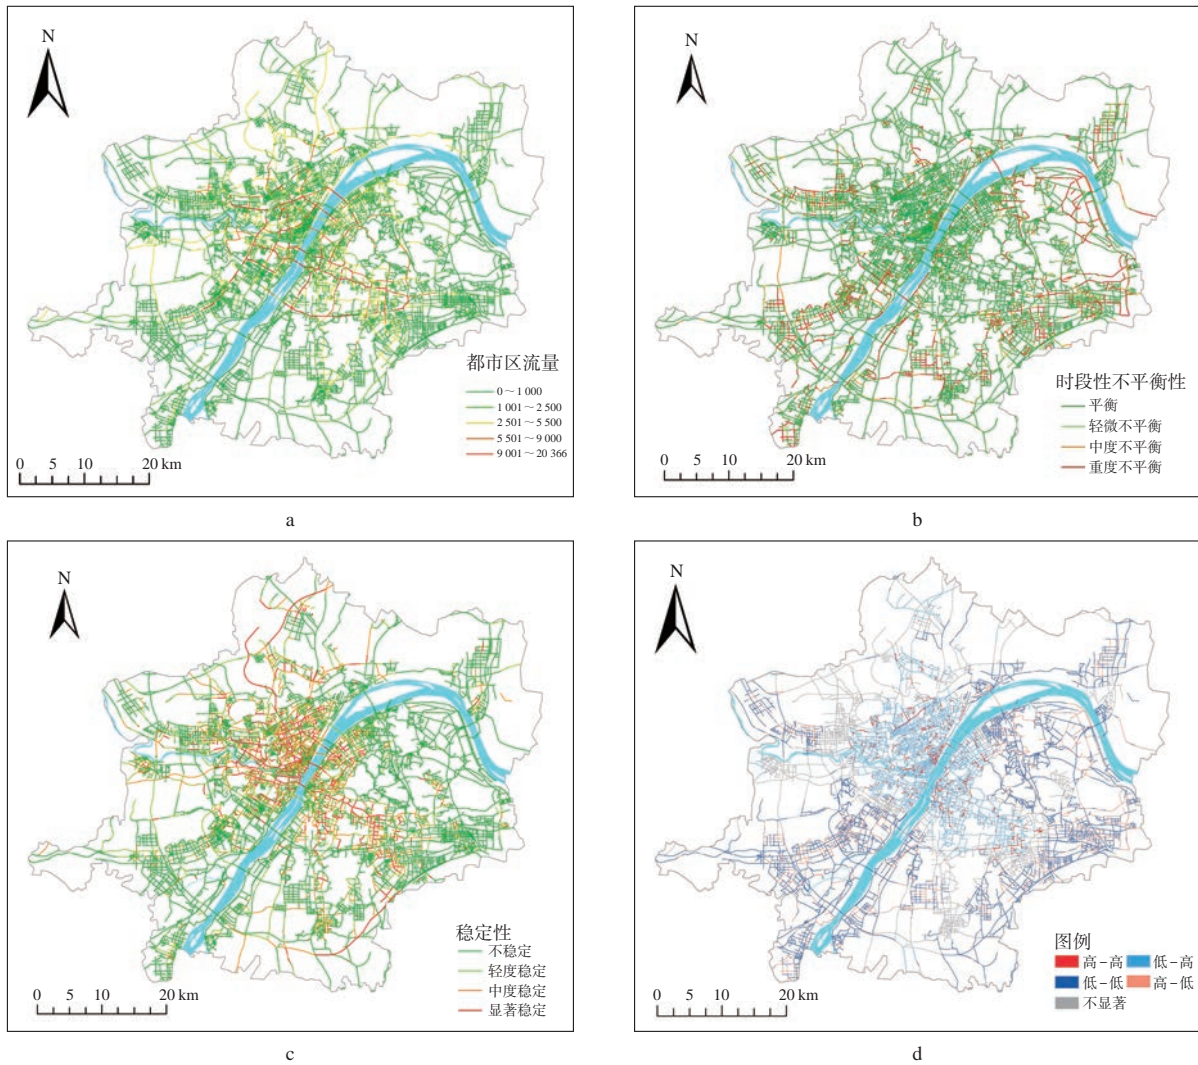 N
都市区流量
0～1 000
1 001～2 500
2 501～5 500
5 501～9 000
9 001～20 366
0 5 10 20 km
a
N
时段性不平衡性
平衡
轻微不平衡
中度不平衡
重度不平衡
0 5 10 20 km
b
N
稳定性
不稳定
轻度稳定
中度稳定
显著稳定
0 5 10 20 km
c
N
图例
高-高 低-高
低-低 高-低
不显著
0 5 10 20 km
d